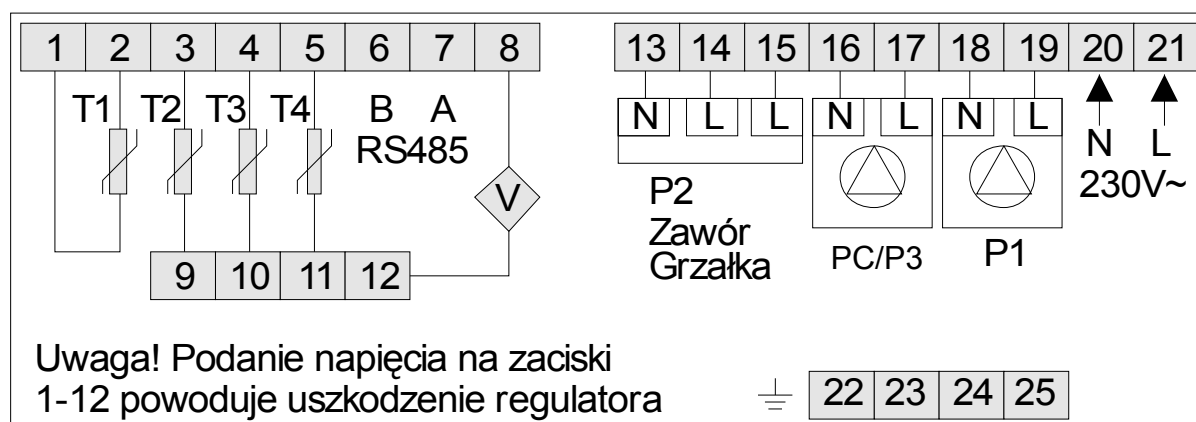 1 2 3 4 5 6 7 8
13 14 15 16 17 18 19 20 21
T1 T2 T3 T4 B A
RS485
V
9 10 11 12
N L L N L N L
N L
230V~
P2
Zawór
Grzałka
PC/P3
P1
Uwaga! Podanie napięcia na zaciski
1-12 powoduje uszkodzenie regulatora
22 23 24 25